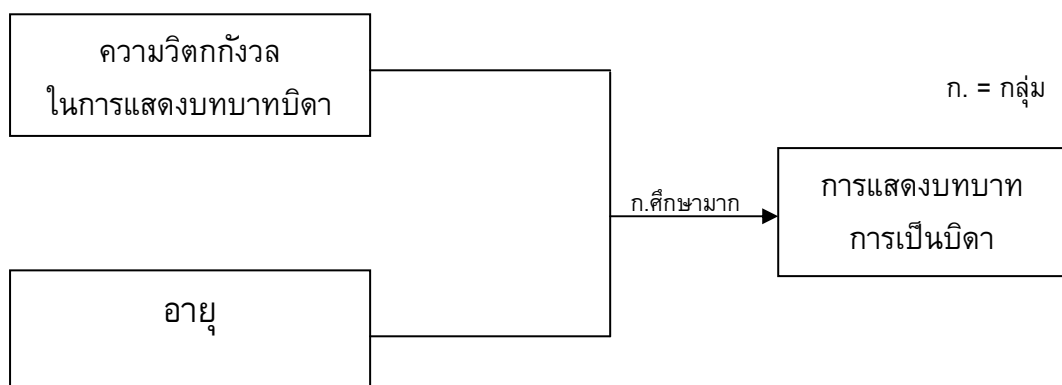 ความวิตกกังวล
ในการแสดงบทบาทบิดา
ก. = กลุ่ม
ก.ศึกษามาก
การแสดงบทบาท
การเป็นบิดา
อายุ